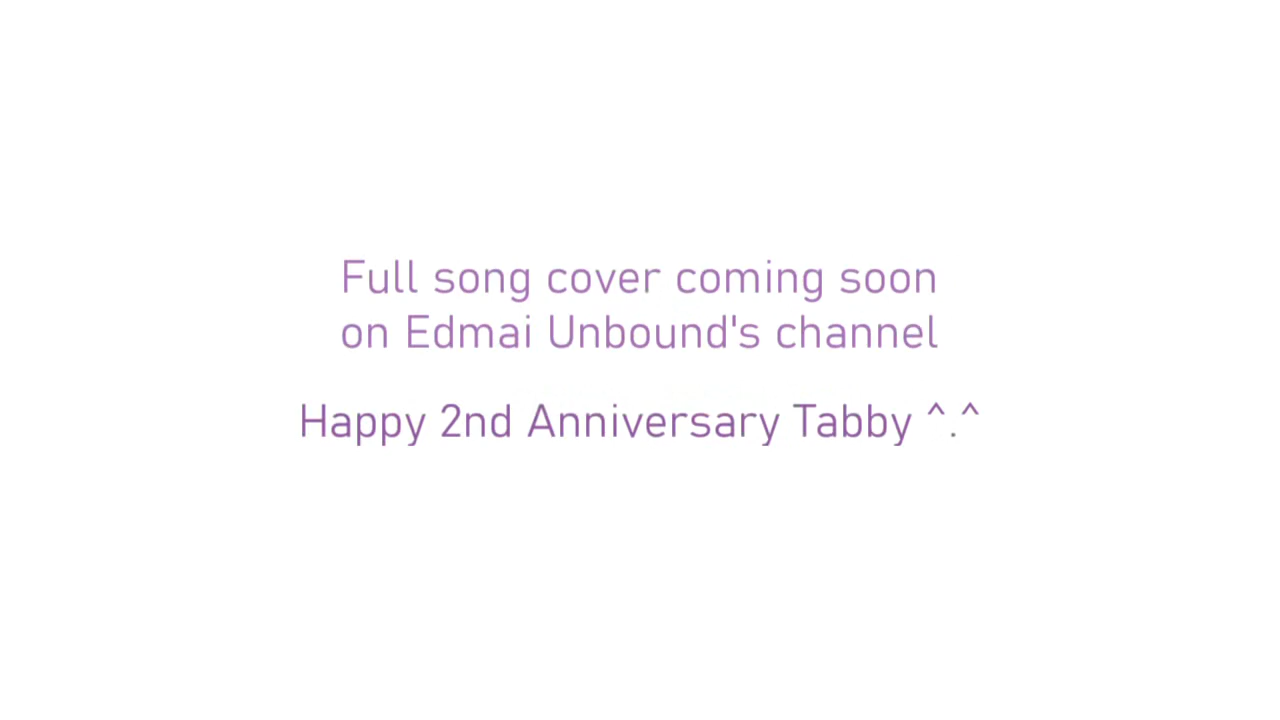 Full song cover coming soon
on Edmai Unbound's channel
Happy 2nd Anniversary Tabby ^.^